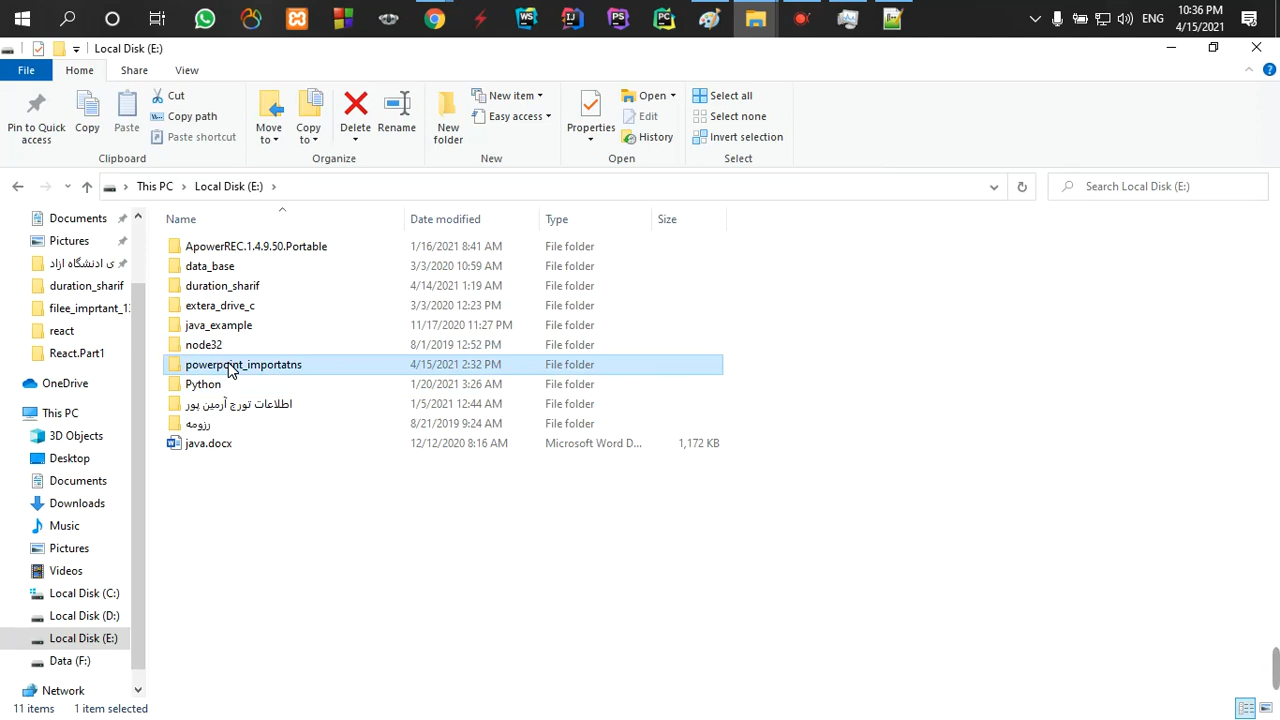 WS
IJ
PS
PC
ENG
10:36 PM
4/15/2021
Local Disk (E:)
File
Home
Share
View
Pin to Quick
access
Copy
Paste
Cut
Copy path
Paste shortcut
Clipboard
Move
to
Copy
to
Delete
Rename
Organize
New
folder
New item
Easy access
New
Properties
Open
Edit
History
Open
Select all
Select none
Invert selection
Select
This PC
Local Disk (E:)
Search Local Disk (E:)
Documents
Pictures
ی ادنشگاه ازاد
duration_sharif
filee_imprtant_1
react
React.Part1
OneDrive
This PC
3D Objects
Desktop
Documents
Downloads
Music
Pictures
Videos
Local Disk (C:)
Local Disk (D:)
Local Disk (E:)
Data (F:)
Network
Name Date modified Type Size
ApowerREC.1.4.9.50.Portable 1/16/2021 8:41 AM File folder
data_base 3/3/2020 10:59 AM File folder
duration_sharif 4/14/2021 1:19 AM File folder
extera_drive_c 3/3/2020 12:23 PM File folder
java_example 11/17/2020 11:27 PM File folder
node32 8/1/2019 12:52 PM File folder
powerpoint_importatns 4/15/2021 2:32 PM File folder
Python 1/20/2021 3:26 AM File folder
اطلاعات تورج آرمین پور 1/5/2021 12:44 AM File folder
رزومه 8/21/2019 9:24 AM File folder
java.docx 12/12/2020 8:16 AM Microsoft Word D... 1,172 KB
11 items 1 item selected